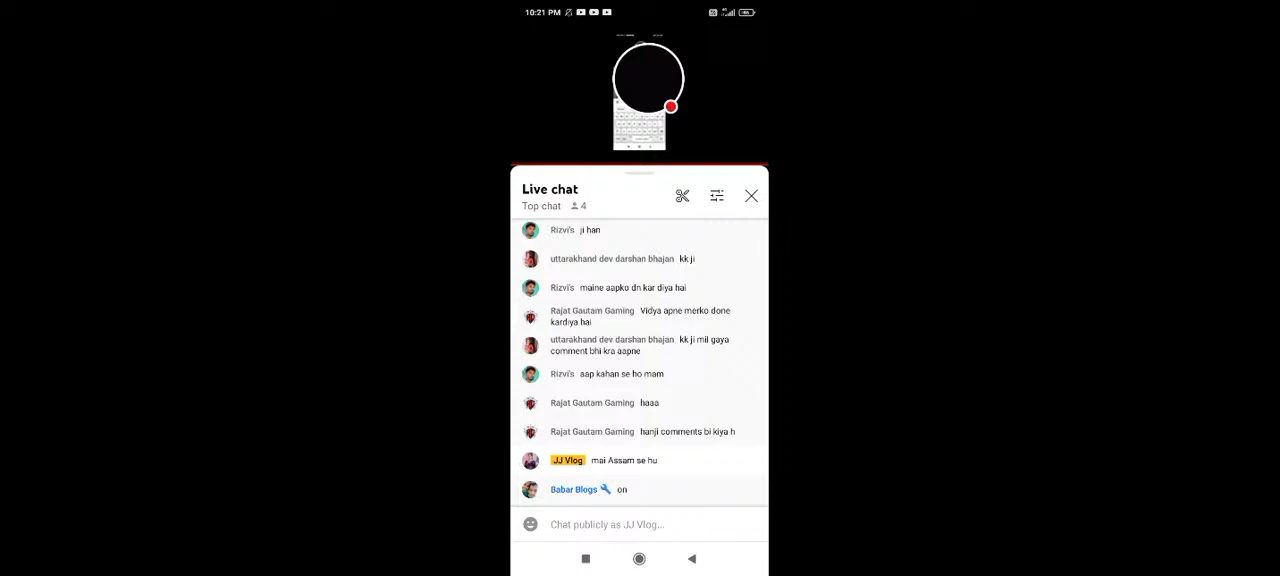 10:21 PM
Live chat
Top chat 4
Rizvi's ji han
uttarakhand dev darshan bhajan kk ji
Rizvi's maine aapko dn kar diya hai
Rajat Gautam Gaming Vidya apne merko done
kardiya hai
uttarakhand dev darshan bhajan kk ji mil gaya
comment bhi kra aapne
Rizvi's aap kahan se ho mam
Rajat Gautam Gaming haaa
Rajat Gautam Gaming hanji comments bi kiya h
JJ Vlog mai Assam se hu
Babar Blogs on
Chat publicly as JJ Vlog...